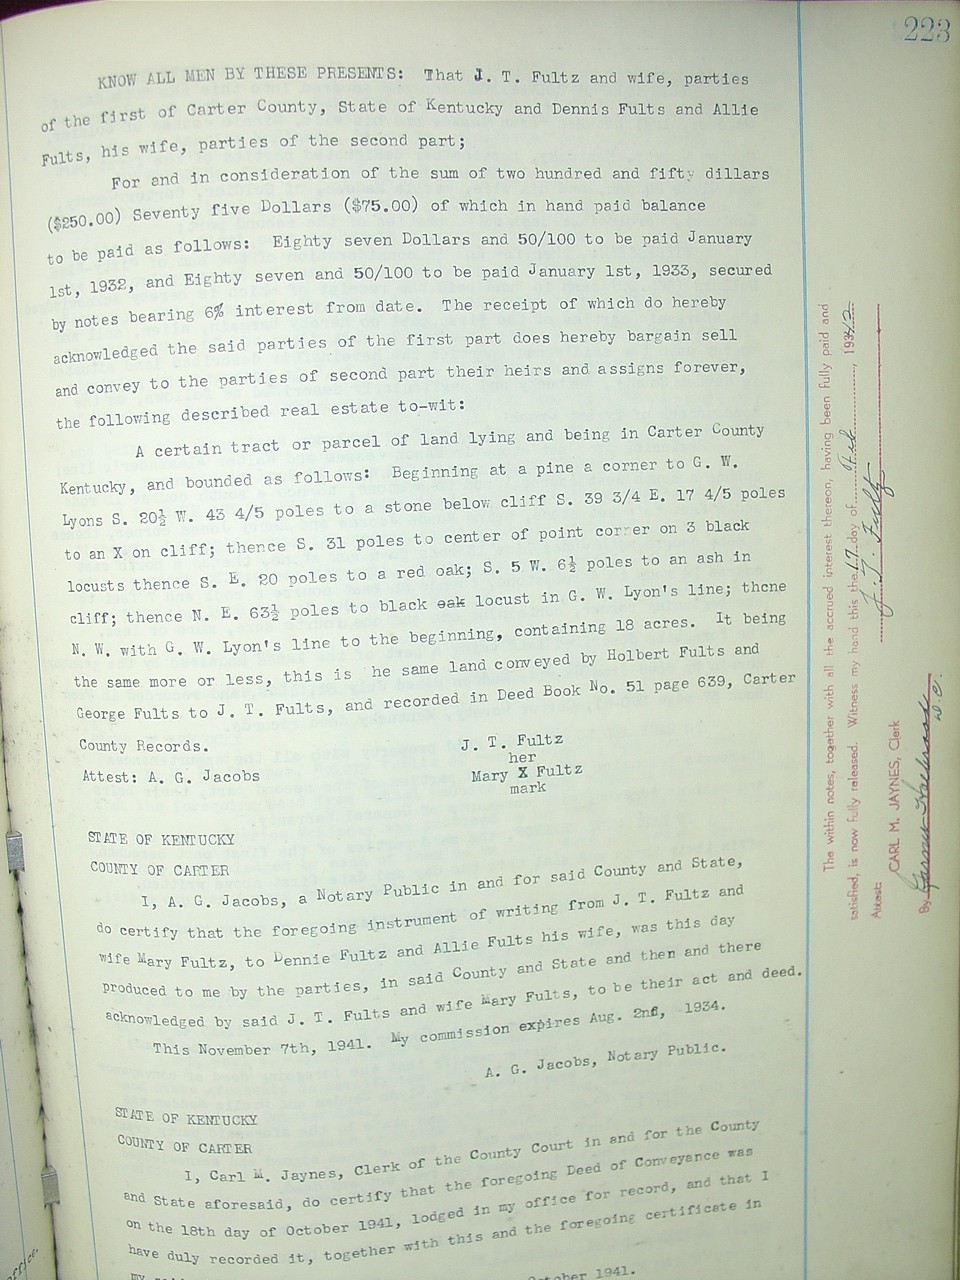 223
KNOW ALL MEN BY THESE PRESENTS: That J. T. Fultz and wife, parties
of the first of Carter County, State of Kentucky and Dennis Fults and Allie
Fults, his wife, parties of the second part;
For and in consideration of the sum of two hundred and fifty dillars
($250.00) Seventy five Dollars ($75.00) of which in hand paid balance
to be paid as follows: Eighty seven Dollars and 50/100 to be paid January
1st, 1932, and Eighty seven and 50/100 to be paid January 1st, 1933, secured
by notes bearing 6% interest from date. The receipt of which do hereby
acknowledged the said parties of the first part does hereby bargain sell
and convey to the parties of second part their heirs and assigns forever,
the following described real estate to-wit:
A certain tract or parcel of land lying and being in Carter County
Kentucky, and bounded as follows: Beginning at a pine a corner to G. W.
Lyons S. 20½ W. 43 4/5 poles to a stone below cliff S. 39 3/4 E. 17 4/5 poles
to an X on cliff; thence S. 31 poles to center of point corner on 3 black
locusts thence S. E. 20 poles to a red oak; S. 5 W. 6½ poles to an ash in
cliff; thence N. E. 63½ poles to black oak locust in G. W. Lyon's line; thcne
N. W. with G. W. Lyon's line to the beginning, containing 18 acres. It being
the same more or less, this is he same land conveyed by Holbert Fults and
George Fults to J. T. Fults, and recorded in Deed Book No. 51 page 639, Carter
County Records.
J. T. Fultz
her
Attest: A. G. Jacobs
Mary X Fultz
mark
STATE OF KENTUCKY
COUNTY OF CARTER
I, A. G. Jacobs, a Notary Public in and for said County and State,
do certify that the foregoing instrument of writing from J. T. Fultz and
wife Mary Fultz, to Dennie Fultz and Allie Fults his wife, was this day
produced to me by the parties, in said County and State and then and there
acknowledged by said J. T. Fults and wife Mary Fults, to be their act and deed.
This November 7th, 1941. My commission expires Aug. 2nd, 1934.
A. G. Jacobs, Notary Public.
STATE OF KENTUCKY
COUNTY OF CARTER
I, Carl M. Jaynes, Clerk of the County Court in and for the County
and State aforesaid, do certify that the foregoing Deed of Conveyance was
on the 18th day of October 1941, lodged in my office for record, and that I
have duly recorded it, together with this and the foregoing certificate in
my
October 1941.
The within notes, together with all the accrued interest thereon, having been fully paid and
satisfied, is now fully released. Witness my hand this the 17 day of Feb, 1942
J. T. Fultz
Attest:
CARL M. JAYNES, Clerk
By D.C.
office.